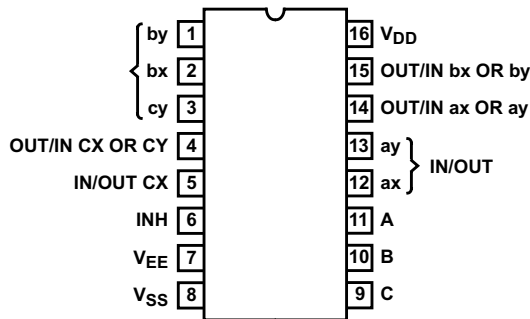 by 1 16 VDD
bx 2 15 OUT/IN bx OR by
cy 3 14 OUT/IN ax OR ay
OUT/IN CX OR CY 4 13 ay
IN/OUT
IN/OUT CX 5 12 ax
INH 6 11 A
VEE 7 10 B
VSS 8 9 C